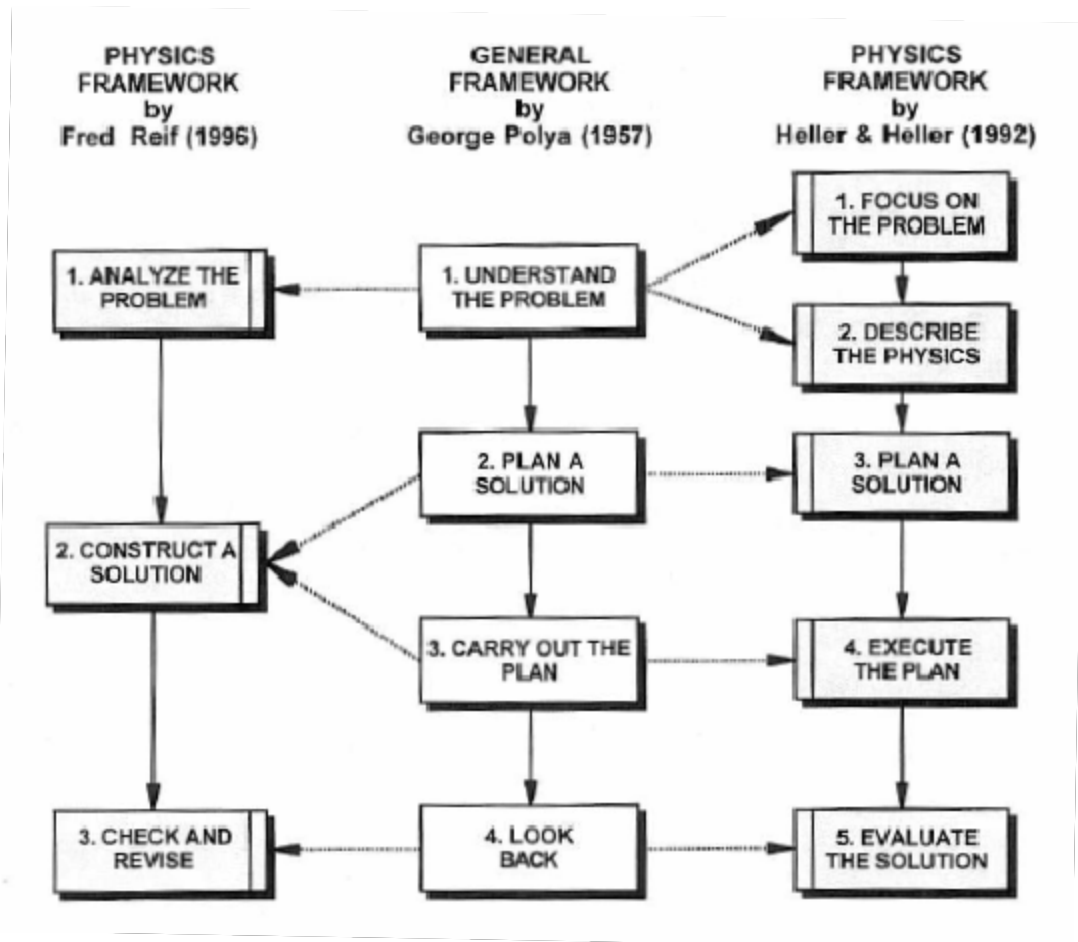 PHYSICS
FRAMEWORK
by
Fred Reif (1996)
GENERAL
FRAMEWORK
by
George Polya (1957)
PHYSICS
FRAMEWORK
by
Heller & Heller (1992)
1. ANALYZE THE
PROBLEM
2. CONSTRUCT A
SOLUTION
3. CHECK AND
REVISE
1. UNDERSTAND
THE PROBLEM
2. PLAN A
SOLUTION
3. CARRY OUT THE
PLAN
4. LOOK
BACK
1. FOCUS ON
THE PROBLEM
2. DESCRIBE
THE PHYSICS
3. PLAN A
SOLUTION
4. EXECUTE
THE PLAN
5. EVALUATE
THE SOLUTION